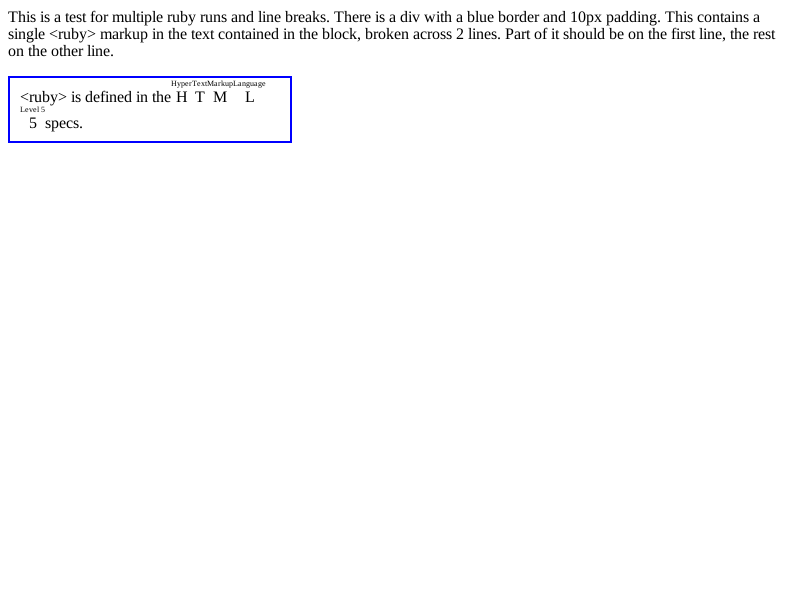 This is a test for multiple ruby runs and line breaks. There is a div with a blue border and 10px padding. This contains a
single <ruby> markup in the text contained in the block, broken across 2 lines. Part of it should be on the first line, the rest
on the other line.
HyperTextMarkupLanguage
<ruby> is defined in the H T M L
Level 5
5 specs.